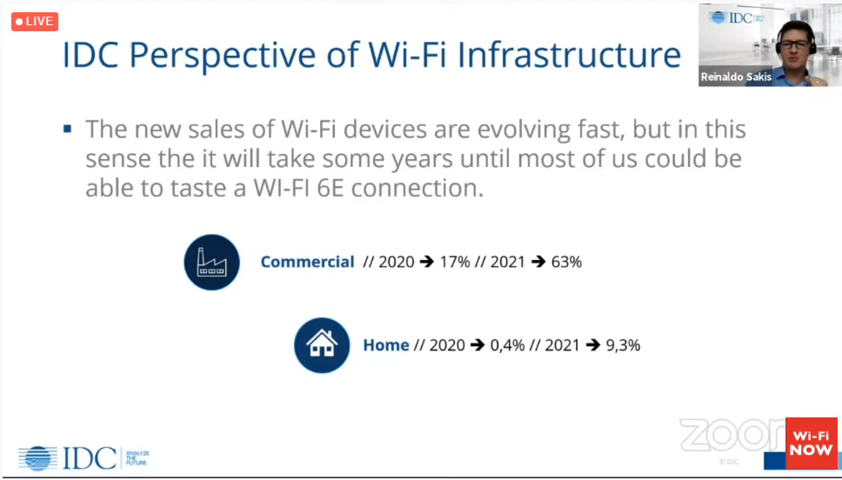 LIVE
IDC
Reinaldo Sakis
IDC Perspective of Wi-Fi Infrastructure
The new sales of Wi-Fi devices are evolving fast, but in this
sense the it will take some years until most of us could be
able to taste a WI-FI 6E connection.
Commercial // 2020 ➔ 17% // 2021 ➔ 63%
Home // 2020 ➔ 0,4% // 2021 ➔ 9,3%
IDC
ANALYZE
THE
FUTURE
zoom
Wi-Fi
NOW
© IDC